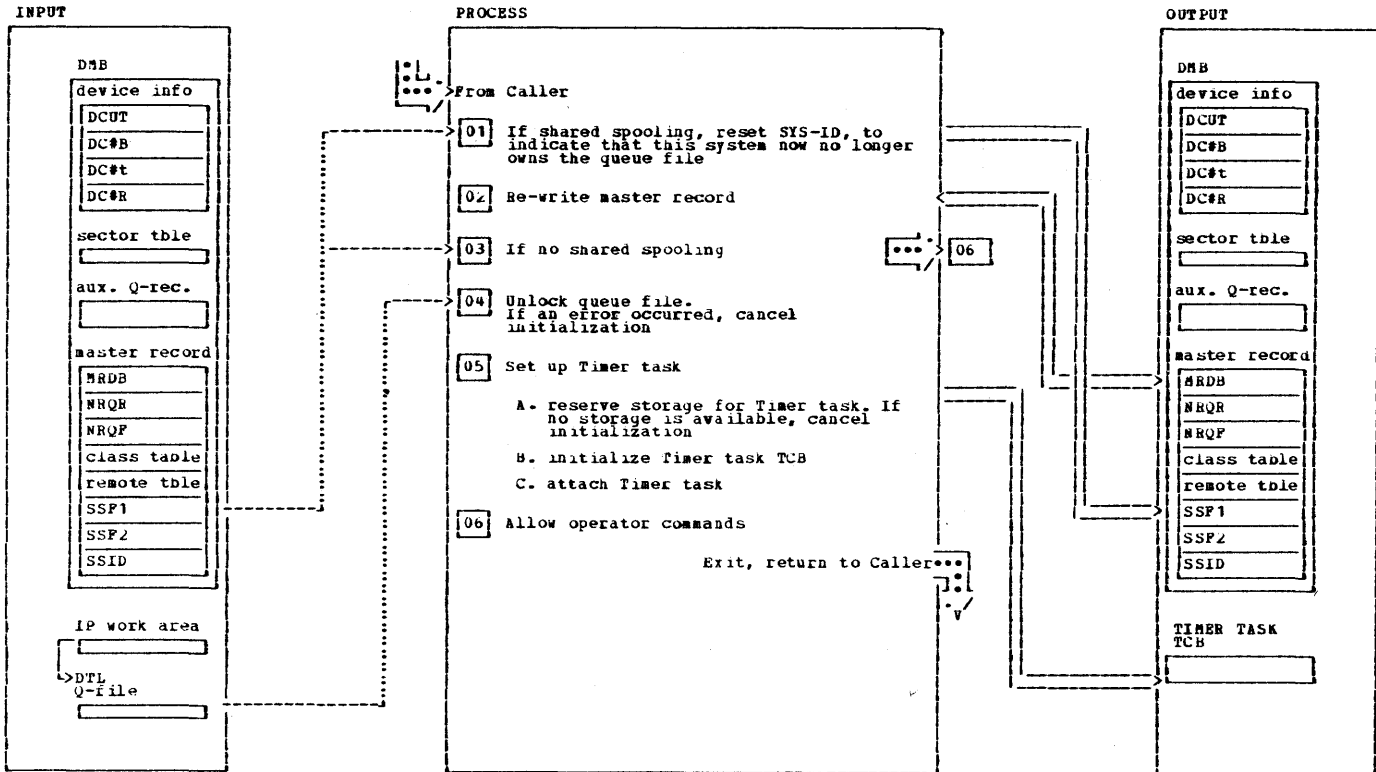 INPUT
DMB
device info
DCUT
DC#B
DC#t
DC#R
sector tble
aux. Q-rec.
master record
MRDB
NRQR
NRQF
class table
remote tble
SSF1
SSF2
SSID
IP work area
DTL
Q-file
PROCESS
From Caller
01 If shared spooling, reset SYS-ID, to
indicate that this system now no longer
owns the queue file
02 Re-write master record
03 If no shared spooling
06
04 Unlock queue file.
If an error occurred, cancel
initialization
05 Set up Timer task
A. reserve storage for Timer task. If
no storage is available, cancel
initialization
B. initialize Timer task TCB
C. attach Timer task
06 Allow operator commands
Exit, return to Caller
OUTPUT
DMB
device info
DCUT
DC#B
DC#t
DC#R
sector tble
aux. Q-rec.
master record
MRDB
NRQR
NRQF
class table
remote tble
SSF1
SSF2
SSID
TIMER TASK
TCB